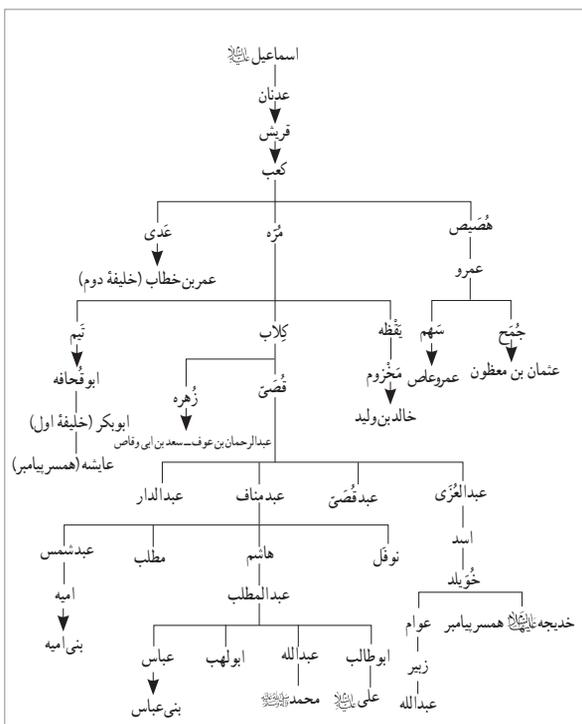 اسماعیل علیه‌السلام
عدنان
قریش
کعب
هُصَیص مُرّه عَدی
عمرو
عمربن‌خطاب (خلیفهٔ دوم)
جُمَح سَهم یَقْظه کِلاب تَیم
عثمان بن معظون عمروعاص مَخْزوم قُصَیّ زُهره ابوقُحافه
خالدبن‌ولید
ابوبکر (خلیفهٔ اول)
عبدالرحمان‌بن‌عوف ــ سعدبن‌ابی‌وقاص
عایشه (همسرپیامبر)
عبدالعُزَی عبدقُصَیّ عبدمناف عبدالدار
اسد
نوفَل هاشم مطلب عبدشمس
خُوَیلد
عبدالمطلب امیه
خدیجه علیهاالسلام همسرپیامبر عوام
بنی‌امیه
ابوطالب عبدالله ابولهب عباس
زبیر
علی علیه‌السلام محمد صلی‌الله‌علیه‌وآله
عبدالله
بنی‌عباس